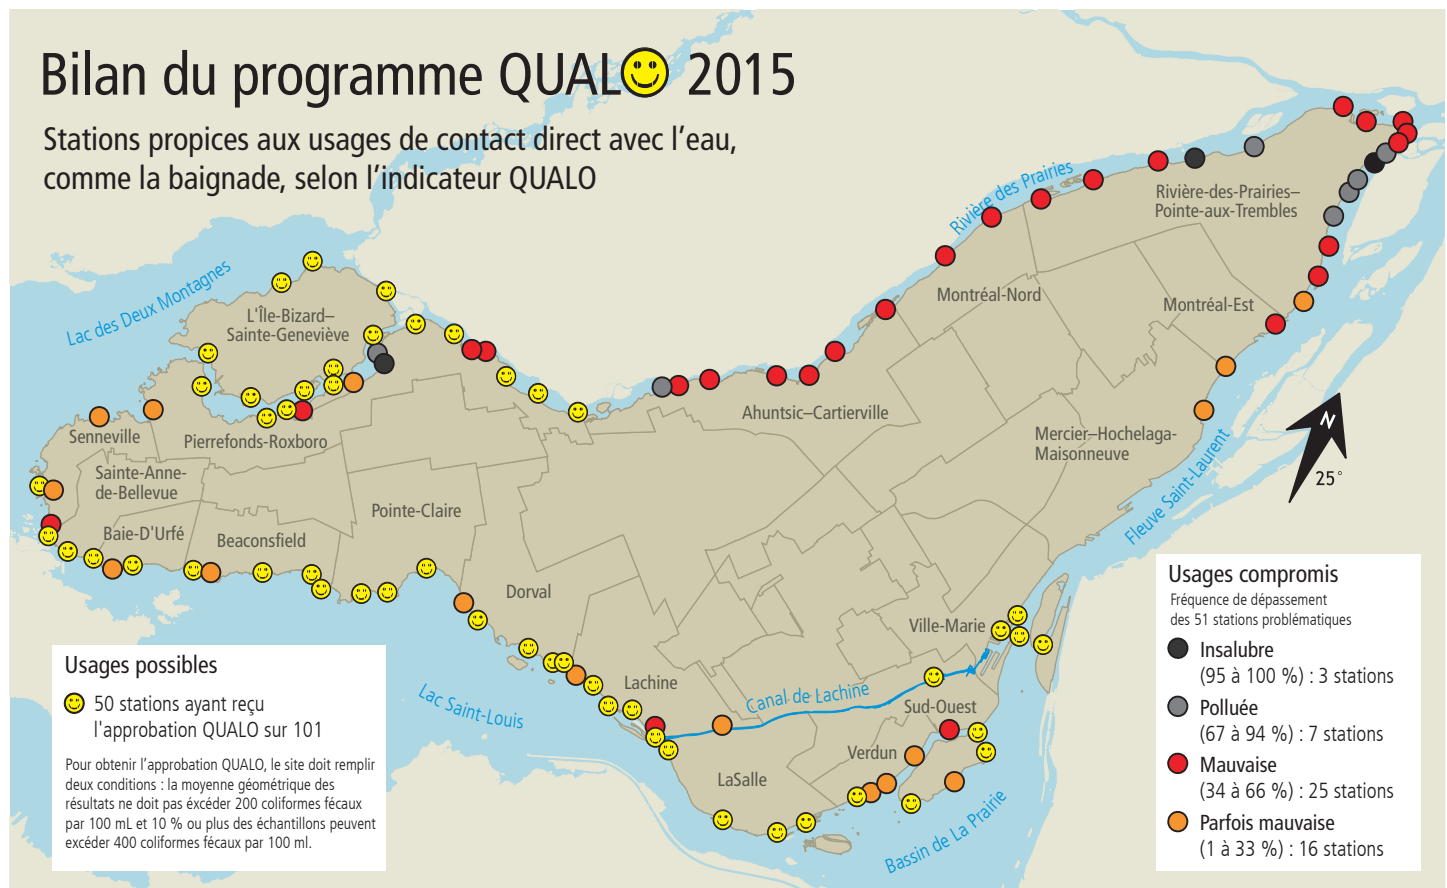 Bilan du programme QUALO 2015
Stations propices aux usages de contact direct avec l'eau,
comme la baignade, selon l'indicateur QUALO
Rivière des Prairies
Rivière-des-Prairies–
Pointe-aux-Trembles
Lac des Deux Montagnes
L'Île-Bizard–
Sainte-Geneviève
Montréal-Nord
Montréal-Est
Ahuntsic–Cartierville
Mercier–Hochelaga-
Maisonneuve
Senneville
Pierrefonds-Roxboro
Sainte-Anne-
de-Bellevue
Baie-D'Urfé
Beaconsfield
Pointe-Claire
Dorval
N
25°
Fleuve Saint-Laurent
Ville-Marie
Lachine
Canal de Lachine
Sud-Ouest
Lac Saint-Louis
Verdun
LaSalle
Bassin de La Prairie
Usages possibles
50 stations ayant reçu
l'approbation QUALO sur 101
Pour obtenir l'approbation QUALO, le site doit remplir
deux conditions : la moyenne géométrique des
résultats ne doit pas éxcéder 200 coliformes fécaux
par 100 mL et 10 % ou plus des échantillons peuvent
excéder 400 coliformes fécaux par 100 ml.
Usages compromis
Fréquence de dépassement
des 51 stations problématiques
Insalubre
(95 à 100 %) : 3 stations
Polluée
(67 à 94 %) : 7 stations
Mauvaise
(34 à 66 %) : 25 stations
Parfois mauvaise
(1 à 33 %) : 16 stations